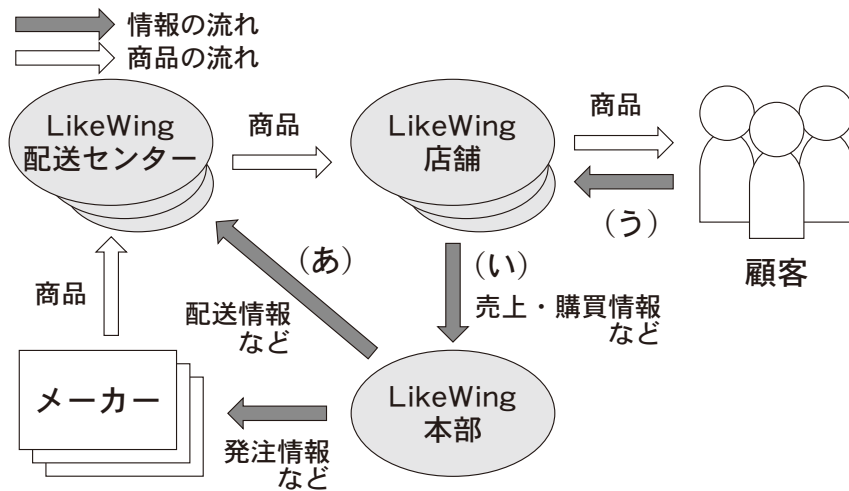 情報の流れ
商品の流れ
LikeWing
配送センター
商品
LikeWing
店舗
商品
(う)
顧客
商品
(あ)
配送情報
など
(い)
売上・購買情報
など
メーカー
発注情報
など
LikeWing
本部